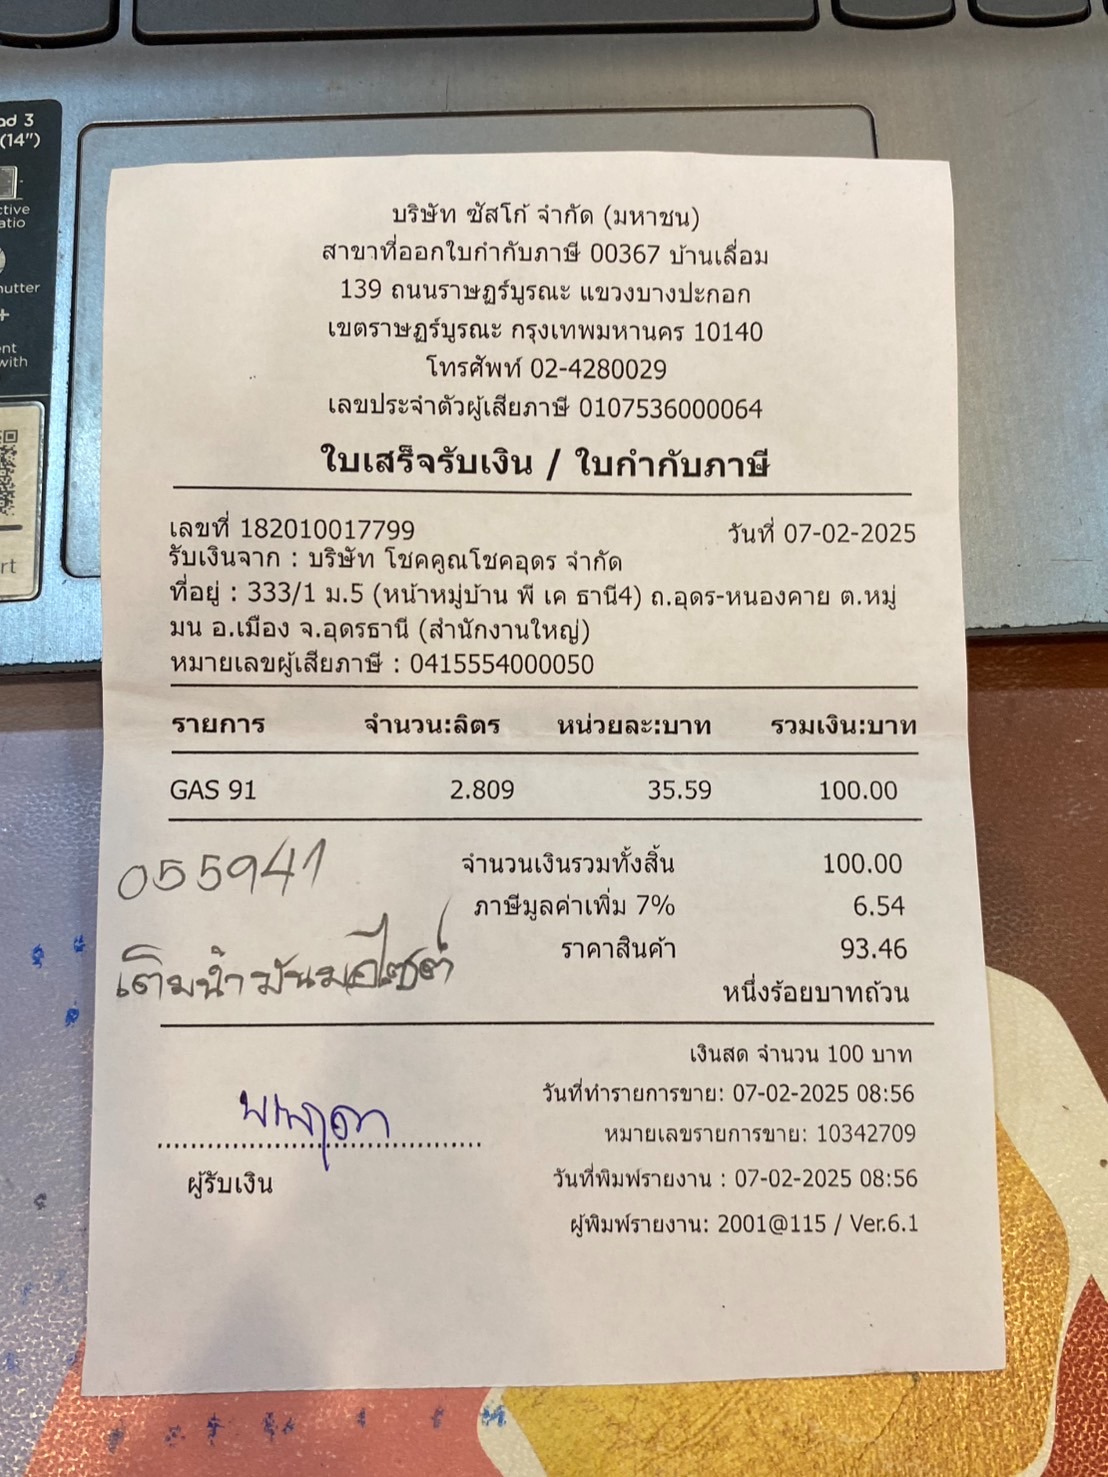 ad 3
(14")
ctive
atio
hutter
+
nt
with
rt
บริษัท ซัสโก้ จำกัด (มหาชน)
สาขาที่ออกใบกำกับภาษี 00367 บ้านเลื่อม
139 ถนนราษฏร์บูรณะ แขวงบางปะกอก
เขตราษฏร์บูรณะ กรุงเทพมหานคร 10140
โทรศัพท์ 02-4280029
เลขประจำตัวผู้เสียภาษี 0107536000064
ใบเสร็จรับเงิน / ใบกำกับภาษี
เลขที่ 182010017799 วันที่ 07-02-2025
รับเงินจาก : บริษัท โชคคูณโชคอุดร จำกัด
ที่อยู่ : 333/1 ม.5 (หน้าหมู่บ้าน พี เค ธานี4) ถ.อุดร-หนองคาย ต.หมู
มน อ.เมือง จ.อุดรธานี (สำนักงานใหญ่)
หมายเลขผู้เสียภาษี : 0415554000050
รายการ จำนวน:ลิตร หน่วยละ:บาท รวมเงิน:บาท
GAS 91 2.809 35.59 100.00
จำนวนเงินรวมทั้งสิ้น 100.00
ภาษีมูลค่าเพิ่ม 7% 6.54
ราคาสินค้า 93.46
หนึ่งร้อยบาทถ้วน
055941
เติมน้ำมันมอไซต์
เงินสด จำนวน 100 บาท
วันที่ทำรายการขาย: 07-02-2025 08:56
หมายเลขรายการขาย: 10342709
วันที่พิมพ์รายงาน : 07-02-2025 08:56
ผู้พิมพ์รายงาน: 2001@115 / Ver.6.1
ผู้รับเงิน